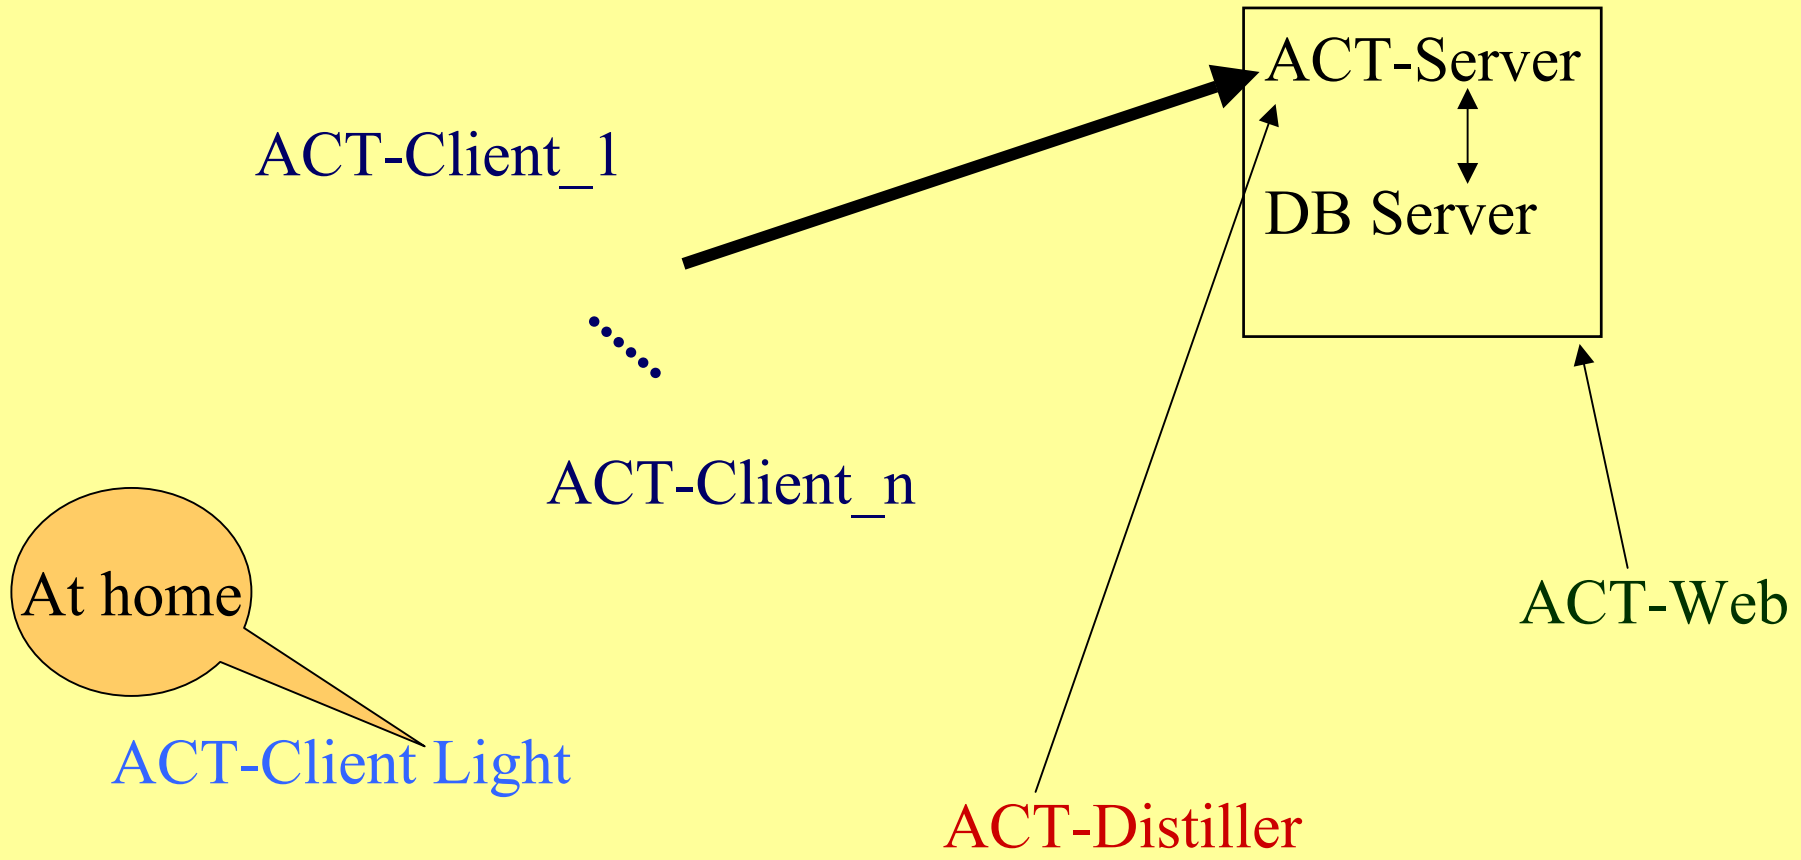 ACT-Server
ACT-Client_1
DB Server
ACT-Client_n
At home
ACT-Web
ACT-Client Light
ACT-Distiller